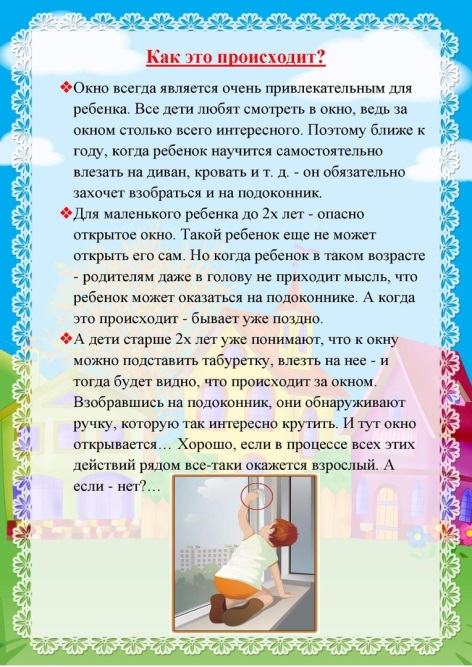 Как это происходит?
❖Окно всегда является очень привлекательным для
ребенка. Все дети любят смотреть в окно, ведь за
окном столько всего интересного. Поэтому ближе к
году, когда ребенок научится самостоятельно
влезать на диван, кровать и т. д. - он обязательно
захочет взобраться и на подоконник.
❖Для маленького ребенка до 2х лет - опасно
открытое окно. Такой ребенок еще не может
открыть его сам. Но когда ребенок в таком возрасте
- родителям даже в голову не приходит мысль, что
ребенок может оказаться на подоконнике. А когда
это происходит - бывает уже поздно.
❖А дети старше 2х лет уже понимают, что к окну
можно подставить табуретку, влезть на нее - и
тогда будет видно, что происходит за окном.
Взобравшись на подоконник, они обнаруживают
ручку, которую так интересно крутить. И тут окно
открывается… Хорошо, если в процессе всех этих
действий рядом все-таки окажется взрослый. А
если - нет?…